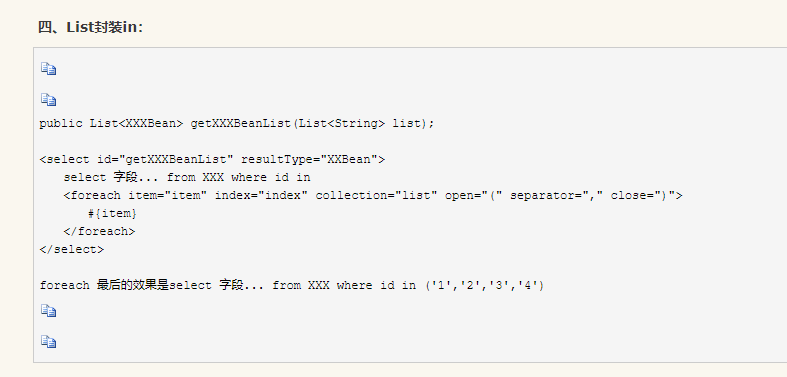 四、List封装in：
public List<XXXBean> getXXXBeanList(List<String> list);
<select id="getXXXBeanList" resultType="XXBean">
select 字段... from XXX where id in
<foreach item="item" index="index" collection="list" open="(" separator="," close=")">
#{item}
</foreach>
</select>
foreach 最后的效果是select 字段... from XXX where id in ('1','2','3','4')